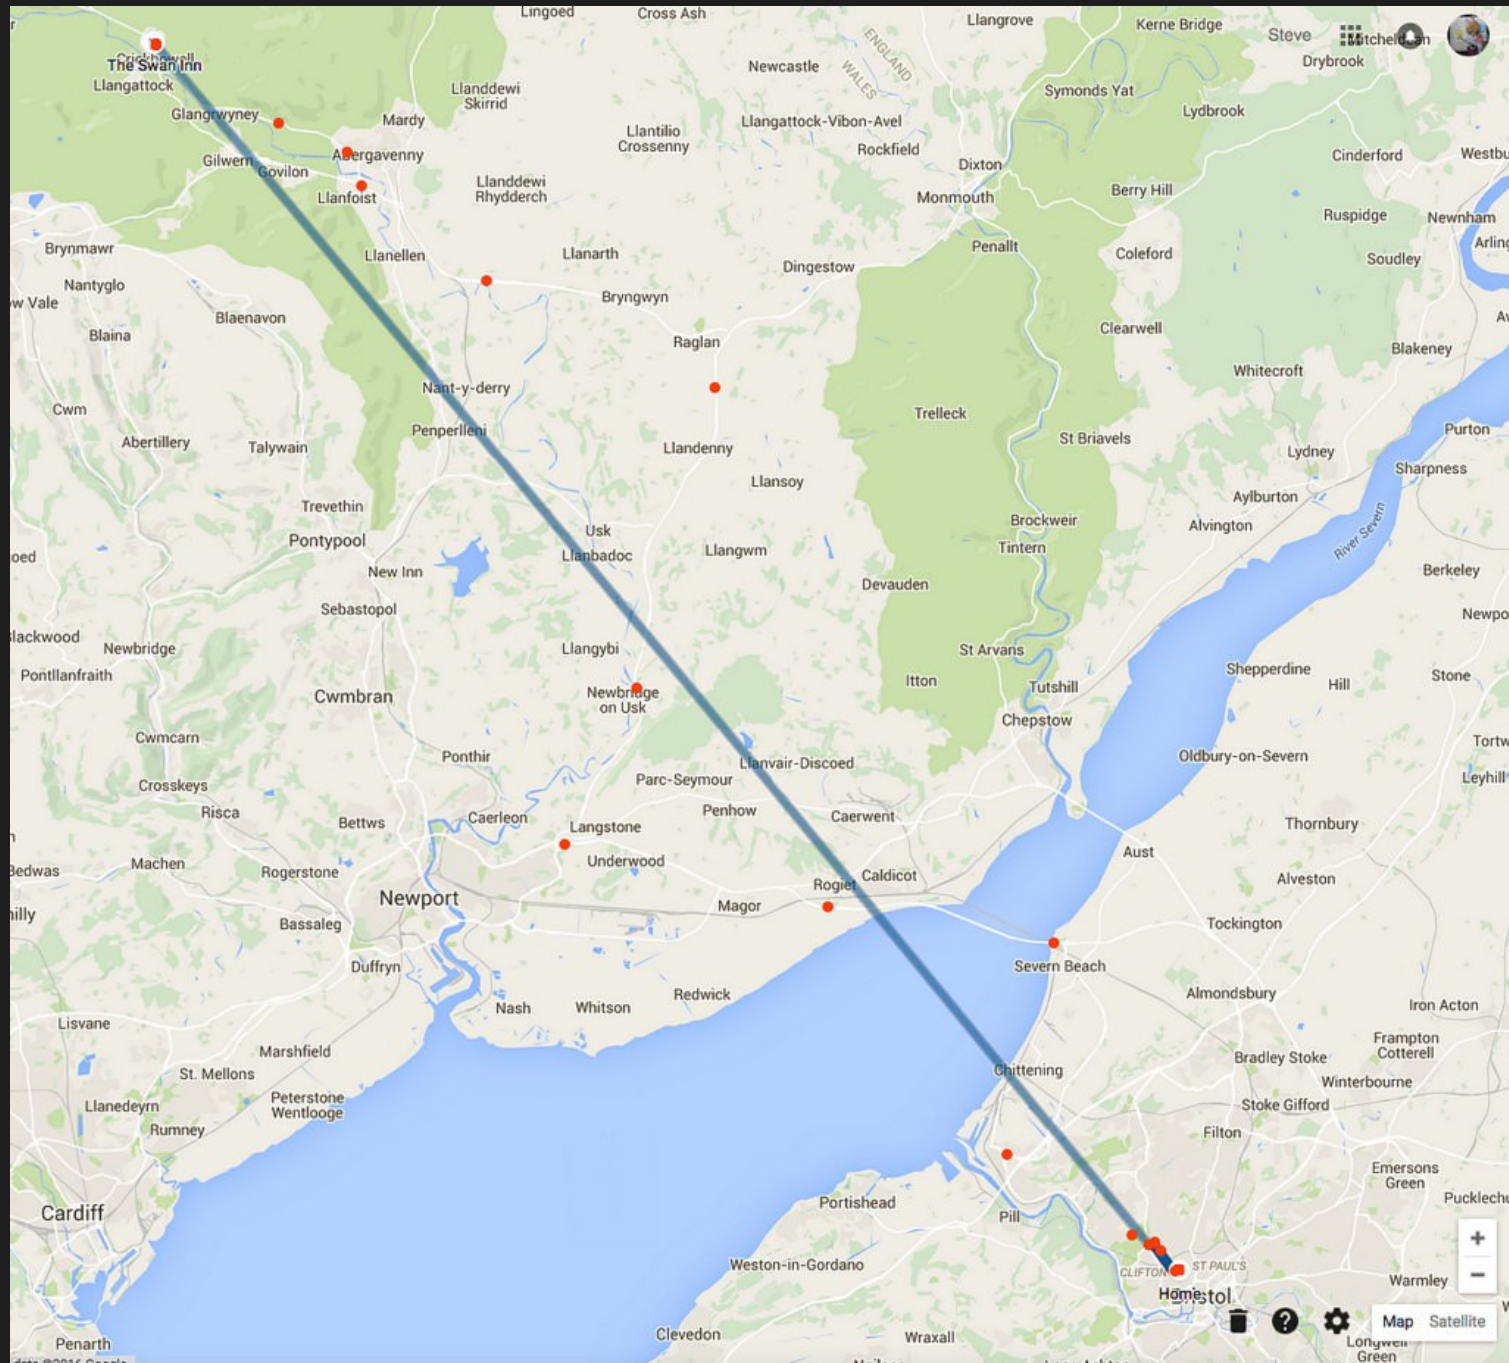 Lingoed
Cross Ash
Llangrove
Kerne Bridge
Steve
Drybrook
The Swan Inn
Llangattock
Newcastle
ENGLAND
WALES
Llanddewi
Skirrid
Symonds Yat
Lydbrook
Glangrwyney
Mardy
Llantilio
Crossenny
Llangattock-Vibon-Avel
Rockfield
Cinderford
Gilwern
Govilon
Abergavenny
Dixton
Llanfoist
Llanddewi
Rhydderch
Monmouth
Berry Hill
Ruspidge
Newnham
Brynmawr
Llanellen
Llanarth
Dingestow
Penallt
Coleford
Soudley
Nantyglo
Bryngwyn
Blaina
Blaenavon
Raglan
Clearwell
Blakeney
Nant-y-derry
Whitecroft
Cwm
Trelleck
Abertillery
Talywain
Penperlleni
Llandenny
St Briavels
Lydney
Purton
Sharpness
Trevethin
Llansoy
Aylburton
Pontypool
Usk
Llanbadoc
Llangwm
Brockweir
Tintern
Alvington
River Severn
New Inn
Devauden
Berkeley
Sebastopol
Newbridge
Llangybi
St Arvans
Pontllanfraith
Shepperdine
Cwmbran
Newbridge
on Usk
Itton
Tutshill
Hill
Stone
Chepstow
Cwmcarn
Ponthir
Llanvair-Discoed
Oldbury-on-Severn
Crosskeys
Parc-Seymour
Leyhill
Risca
Bettws
Caerleon
Langstone
Penhow
Caerwent
Thornbury
Machen
Rogerstone
Underwood
Rogiet
Caldicot
Aust
Alveston
Newport
Magor
Bassaleg
Tockington
Duffryn
Severn Beach
Nash
Whitson
Redwick
Almondsbury
Iron Acton
Lisvane
Marshfield
Frampton
Cotterell
St. Mellons
Chittening
Bradley Stoke
Winterbourne
Llanedeyrn
Peterstone
Wentlooge
Stoke Gifford
Rumney
Filton
Emersons
Green
Cardiff
Portishead
Pill
Weston-in-Gordano
CLIFTON
ST PAUL'S
Warmley
Home
Map Satellite
Penarth
Clevedon
Wraxall
Longwell
Green